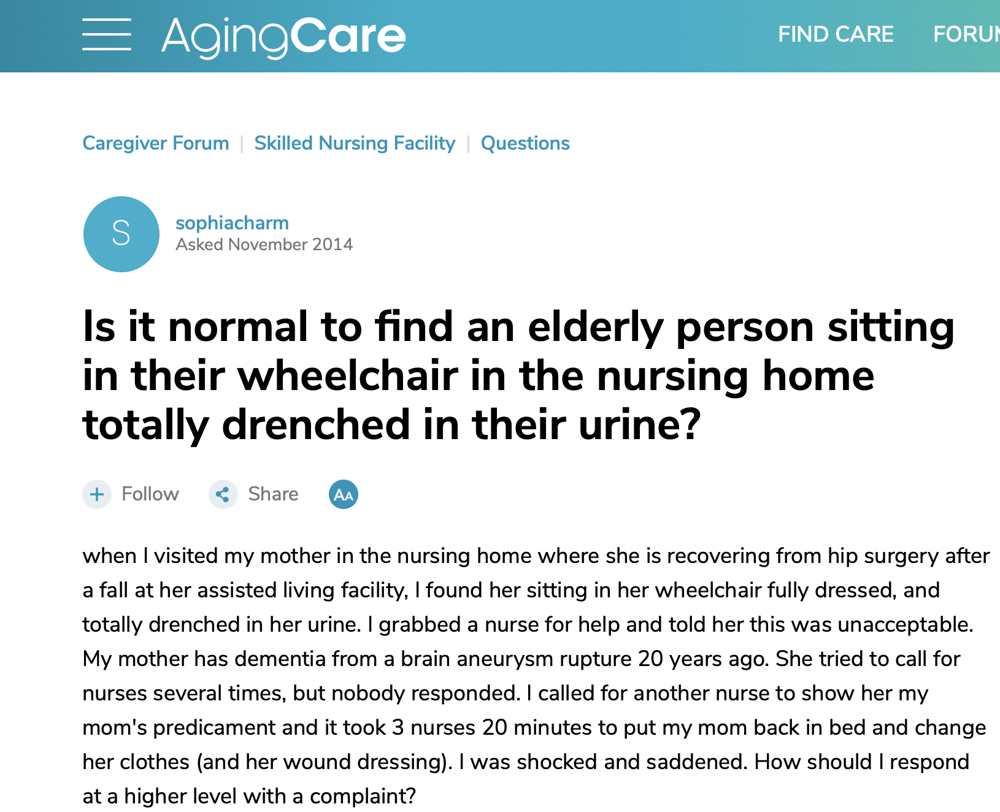 AgingCare
FIND CARE
Caregiver Forum | Skilled Nursing Facility | Questions
S
sophiacharm
Asked November 2014
Is it normal to find an elderly person sitting
in their wheelchair in the nursing home
totally drenched in their urine?
+ Follow Share AA
when I visited my mother in the nursing home where she is recovering from hip surgery after
a fall at her assisted living facility, I found her sitting in her wheelchair fully dressed, and
totally drenched in her urine. I grabbed a nurse for help and told her this was unacceptable.
My mother has dementia from a brain aneurysm rupture 20 years ago. She tried to call for
nurses several times, but nobody responded. I called for another nurse to show her my
mom's predicament and it took 3 nurses 20 minutes to put my mom back in bed and change
her clothes (and her wound dressing). I was shocked and saddened. How should I respond
at a higher level with a complaint?